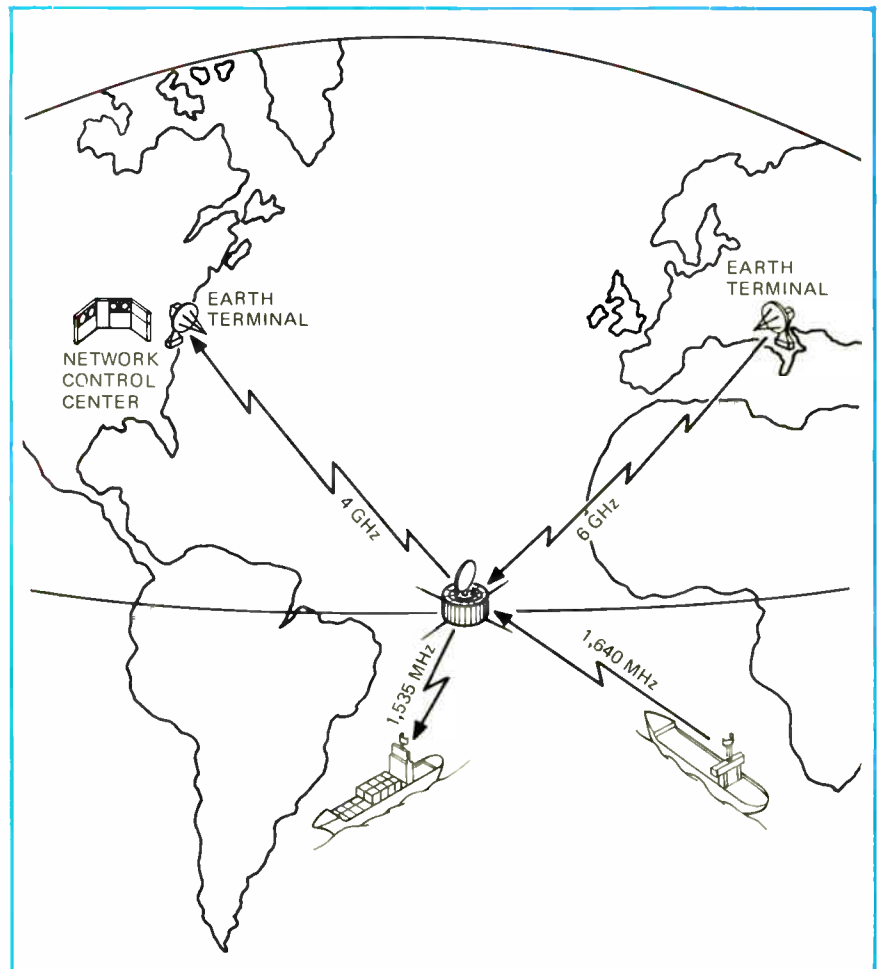 EARTH
TERMINAL
EARTH
TERMINAL
NETWORK
CONTROL
CENTER
4 GHz
6 GHz
1,535 MHz
1,640 MHz